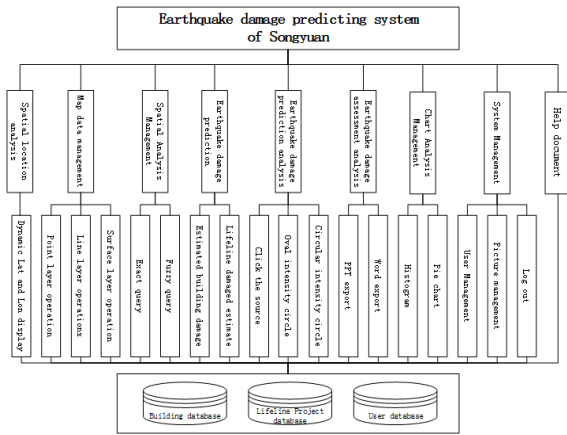 Earthquake damage predicting system
of Songyuan
Spatial location
analysis
Map data management
Spatial Analysis
Management
Earthquake damage
prediction
Earthquake damage
prediction analysis
Earthquake damage
assessment analysis
Chart Analysis
Management
System Management
Help document
Dynamic Lat and Lon display
Point layer operation
Line layer operations
Surface layer operation
Exact query
Fuzzy query
Estimated building damage
Lifeline damaged estimate
Click the source
Oval intensity circle
Circular intensity circle
PPT export
Word export
Histogram
Pie chart
User Management
Picture management
Log out
Building database
Lifeline Project
database
User database